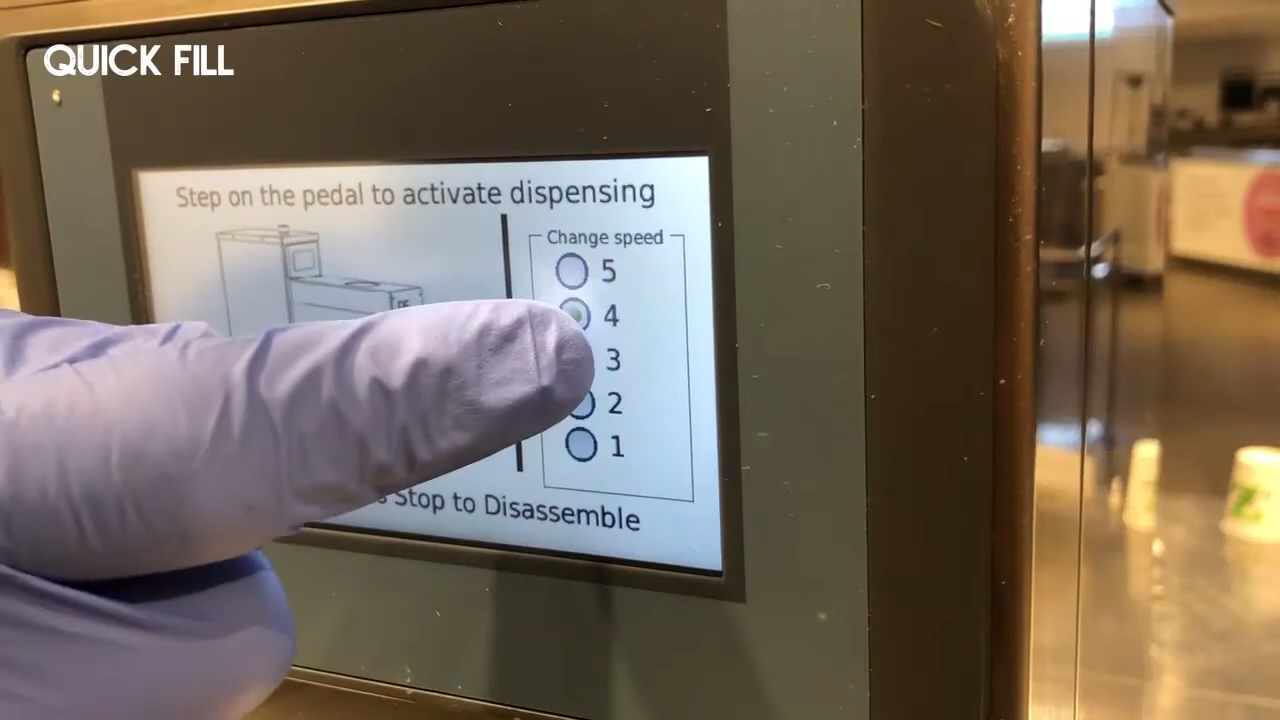 QUICK FILL
Step on the pedal to activate dispensing
Change speed
5
4
3
2
1
Stop to Disassemble